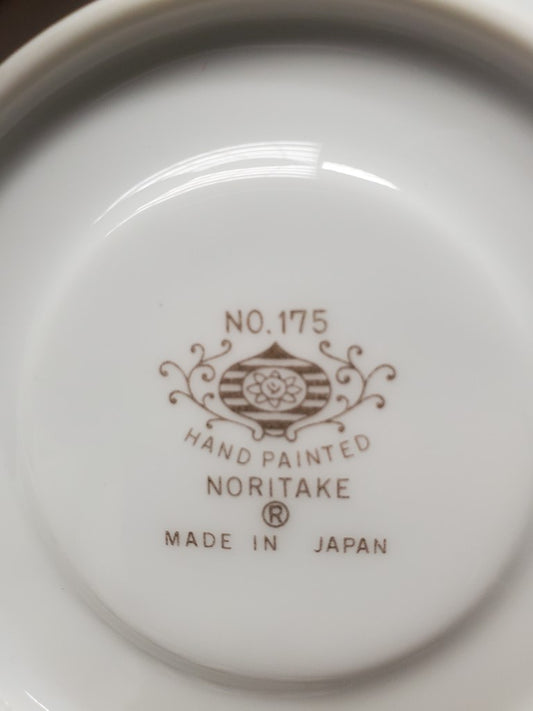 NO. 175
HAND PAINTED
NORITAKE
®
MADE IN JAPAN